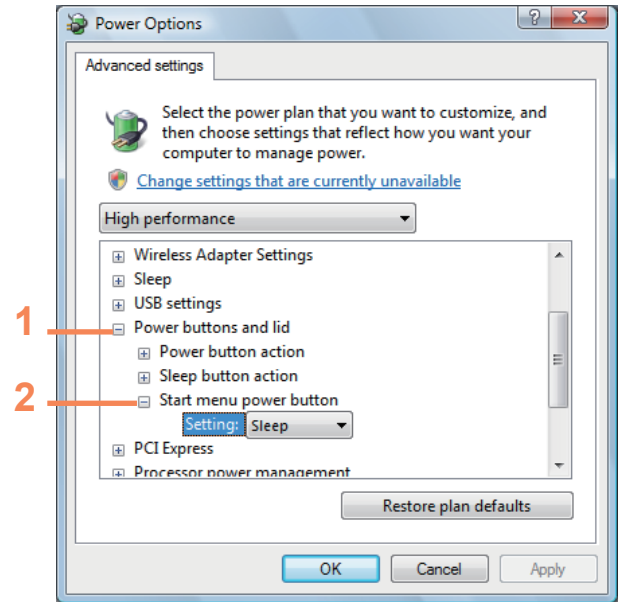 Power Options
Advanced settings
Select the power plan that you want to customize, and
then choose settings that reflect how you want your
computer to manage power.
Change settings that are currently unavailable
High performance
Wireless Adapter Settings
Sleep
USB settings
1
Power buttons and lid
Power button action
Sleep button action
2
Start menu power button
Setting: Sleep
PCI Express
Processor power management
Restore plan defaults
OK
Cancel
Apply